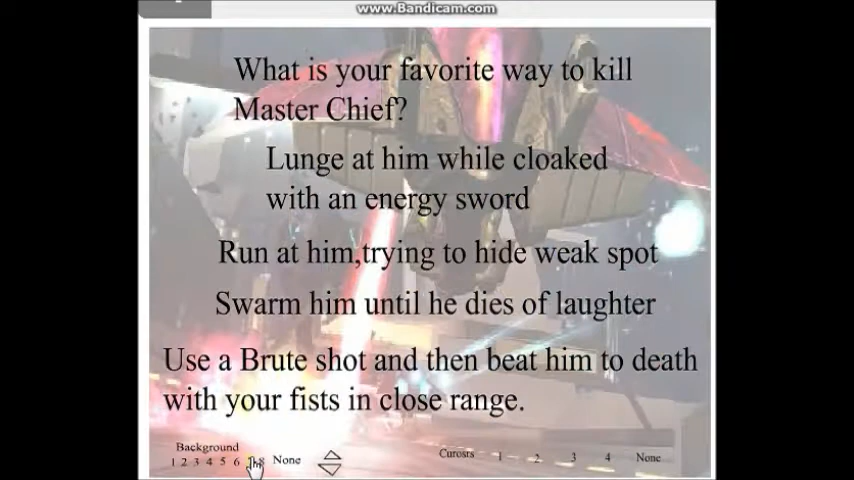 www.Bandicam.com
What is your favorite way to kill
Master Chief?
Lunge at him while cloaked
with an energy sword
Run at him,trying to hide weak spot
Swarm him until he dies of laughter
Use a Brute shot and then beat him to death
with your fists in close range.
Background
1 2 3 4 5 6 8 None
Curosrs 1 2 3 4 None